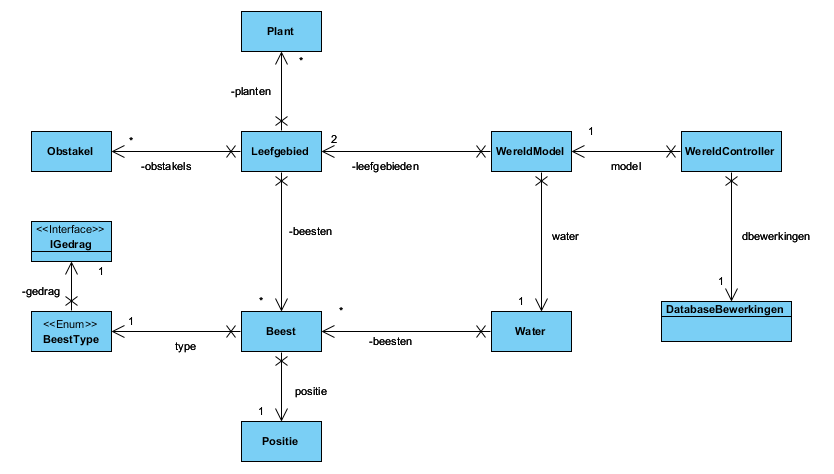 Plant
*
-planten
*
2
1
Obstakel
Leefgebied
WereldModel
WereldController
-obstakels
-leefgebieden
model
<<Interface>>
IGedrag
-beesten
water
dbewerkingen
1
-gedrag
1
*
*
1
1
DatabaseBewerkingen
<<Enum>>
BeestType
Beest
Water
type
-beesten
positie
1
Positie